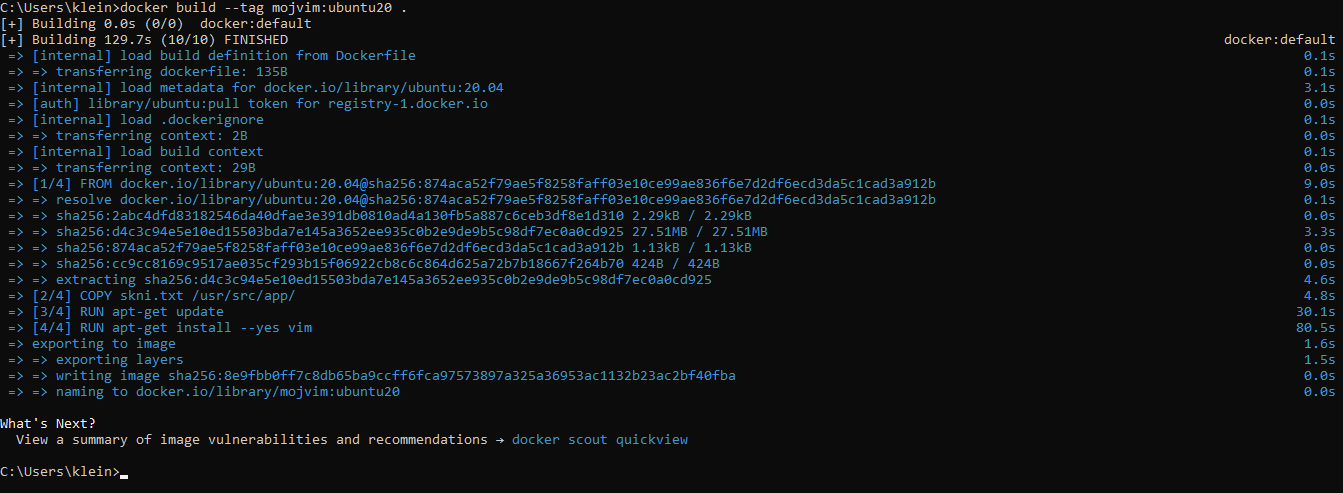 C:\Users\klein>docker build --tag mojvim:ubuntu20 .
[+] Building 0.0s (0/0)  docker:default
[+] Building 129.7s (10/10) FINISHED docker:default
=> [internal] load build definition from Dockerfile 0.1s
=> => transferring dockerfile: 135B 0.1s
=> [internal] load metadata for docker.io/library/ubuntu:20.04 3.1s
=> [auth] library/ubuntu:pull token for registry-1.docker.io 0.0s
=> [internal] load .dockerignore 0.1s
=> => transferring context: 2B 0.0s
=> [internal] load build context 0.1s
=> => transferring context: 29B 0.0s
=> [1/4] FROM docker.io/library/ubuntu:20.04@sha256:874aca52f79ae5f8258faff03e10ce99ae836f6e7d2df6ecd3da5c1cad3a912b 9.0s
=> => resolve docker.io/library/ubuntu:20.04@sha256:874aca52f79ae5f8258faff03e10ce99ae836f6e7d2df6ecd3da5c1cad3a912b 0.1s
=> => sha256:2abc4dfd83182546da40dfae3e391db0810ad4a130fb5a887c6ceb3df8e1d310 2.29kB / 2.29kB 0.0s
=> => sha256:d4c3c94e5e10ed15503bda7e145a3652ee935c0b2e9de9b5c98df7ec0a0cd925 27.51MB / 27.51MB 3.3s
=> => sha256:874aca52f79ae5f8258faff03e10ce99ae836f6e7d2df6ecd3da5c1cad3a912b 1.13kB / 1.13kB 0.0s
=> => sha256:cc9cc8169c9517ae035cf293b15f06922cb8c6c864d625a72b7b18667f264b70 424B / 424B 0.0s
=> => extracting sha256:d4c3c94e5e10ed15503bda7e145a3652ee935c0b2e9de9b5c98df7ec0a0cd925 4.6s
=> [2/4] COPY skni.txt /usr/src/app/ 4.8s
=> [3/4] RUN apt-get update 30.1s
=> [4/4] RUN apt-get install --yes vim 80.5s
=> exporting to image 1.6s
=> => exporting layers 1.5s
=> => writing image sha256:8e9fbb0ff7c8db65ba9ccff6fca97573897a325a36953ac1132b23ac2bf40fba 0.0s
=> => naming to docker.io/library/mojvim:ubuntu20 0.0s
What's Next?
View a summary of image vulnerabilities and recommendations → docker scout quickview
C:\Users\klein>